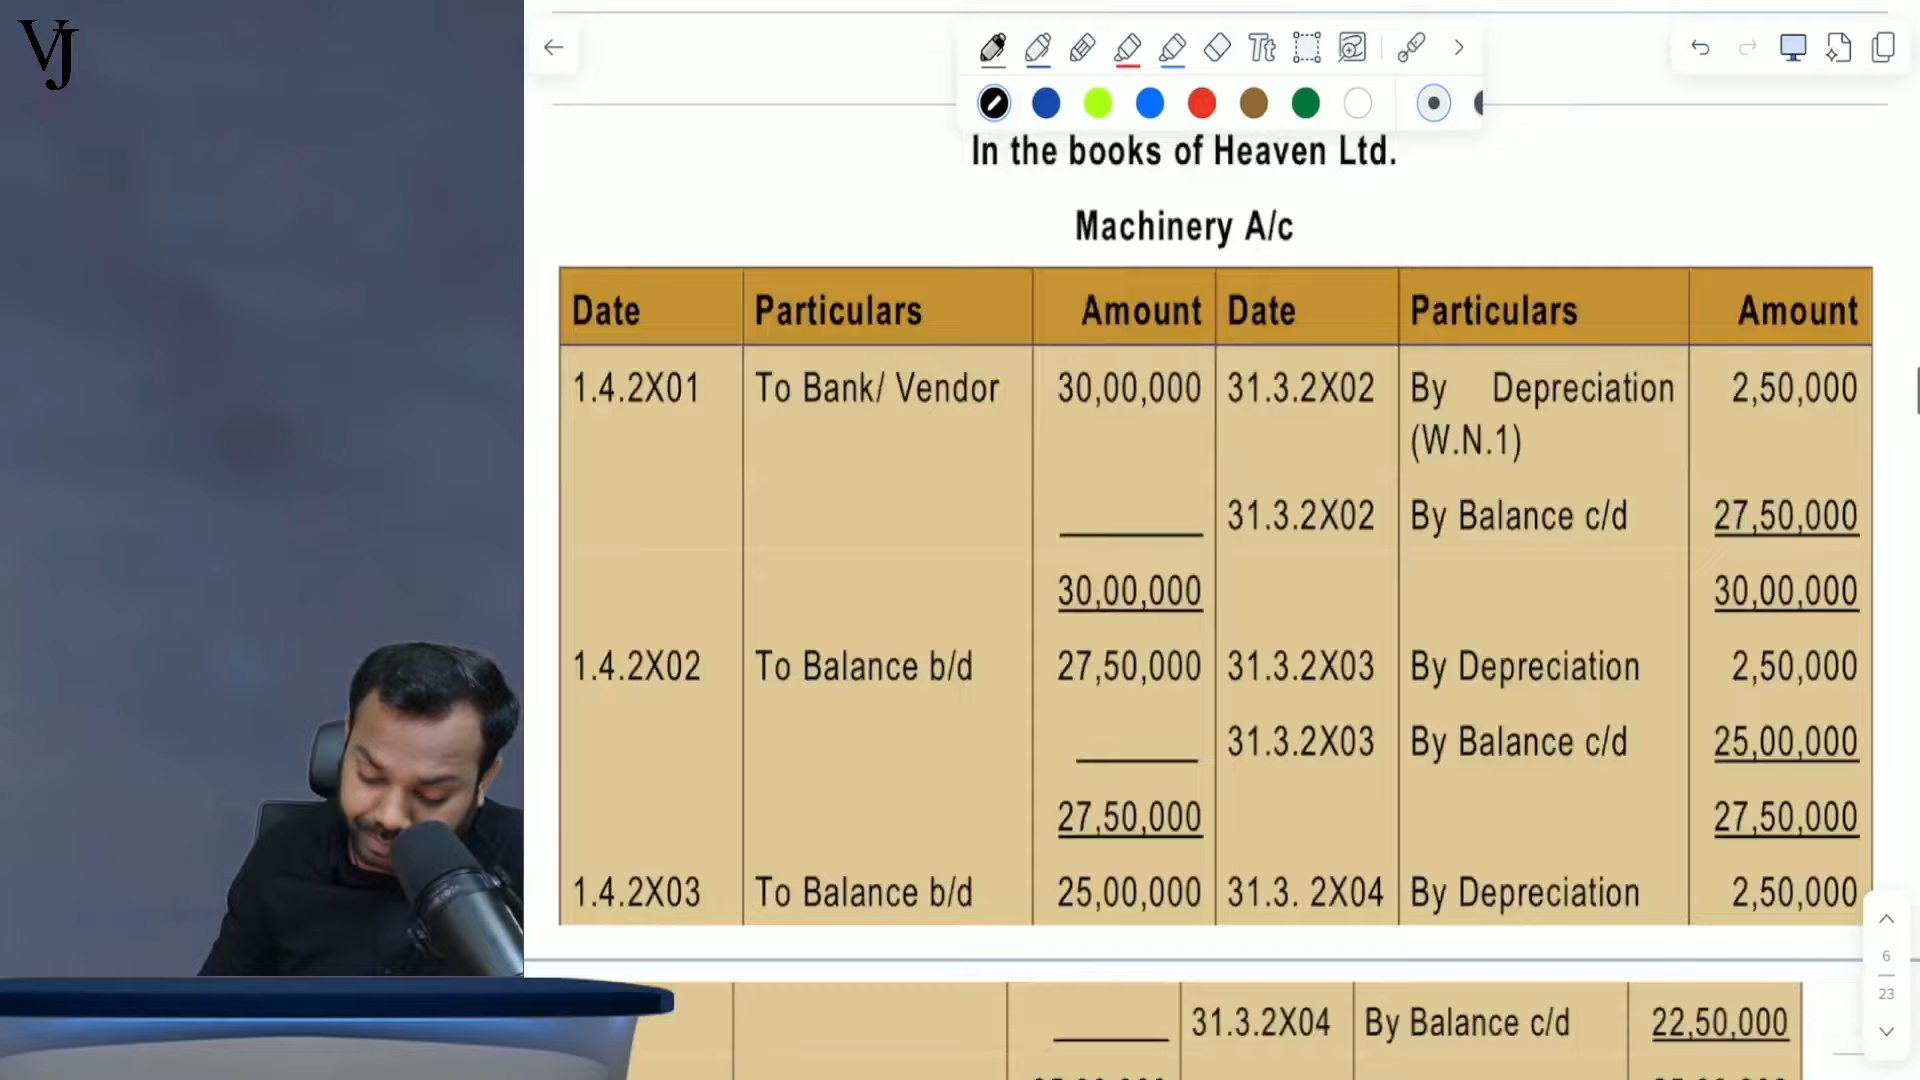 VJ
Tt
In the books of Heaven Ltd.
Machinery A/c
Date Particulars Amount Date Particulars Amount
1.4.2X01 To Bank/ Vendor 30,00,000 31.3.2X02 By Depreciation 2,50,000
(W.N.1)
31.3.2X02 By Balance c/d 27,50,000
30,00,000 30,00,000
1.4.2X02 To Balance b/d 27,50,000 31.3.2X03 By Depreciation 2,50,000
31.3.2X03 By Balance c/d 25,00,000
27,50,000 27,50,000
1.4.2X03 To Balance b/d 25,00,000 31.3. 2X04 By Depreciation 2,50,000
6
23
31.3.2X04 By Balance c/d 22,50,000